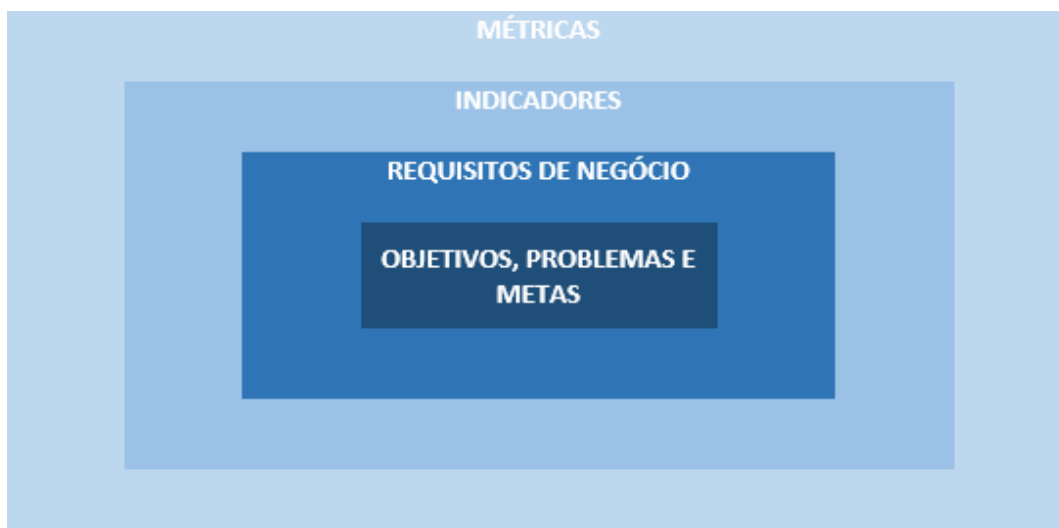 MÉTRICAS
INDICADORES
REQUISITOS DE NEGÓCIO
OBJETIVOS, PROBLEMAS E
METAS